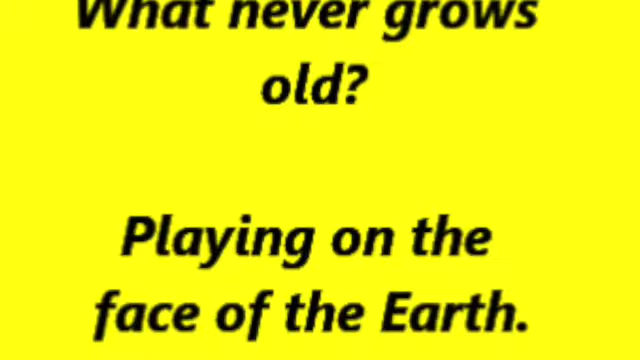 What never grows
old?
Playing on the
face of the Earth.